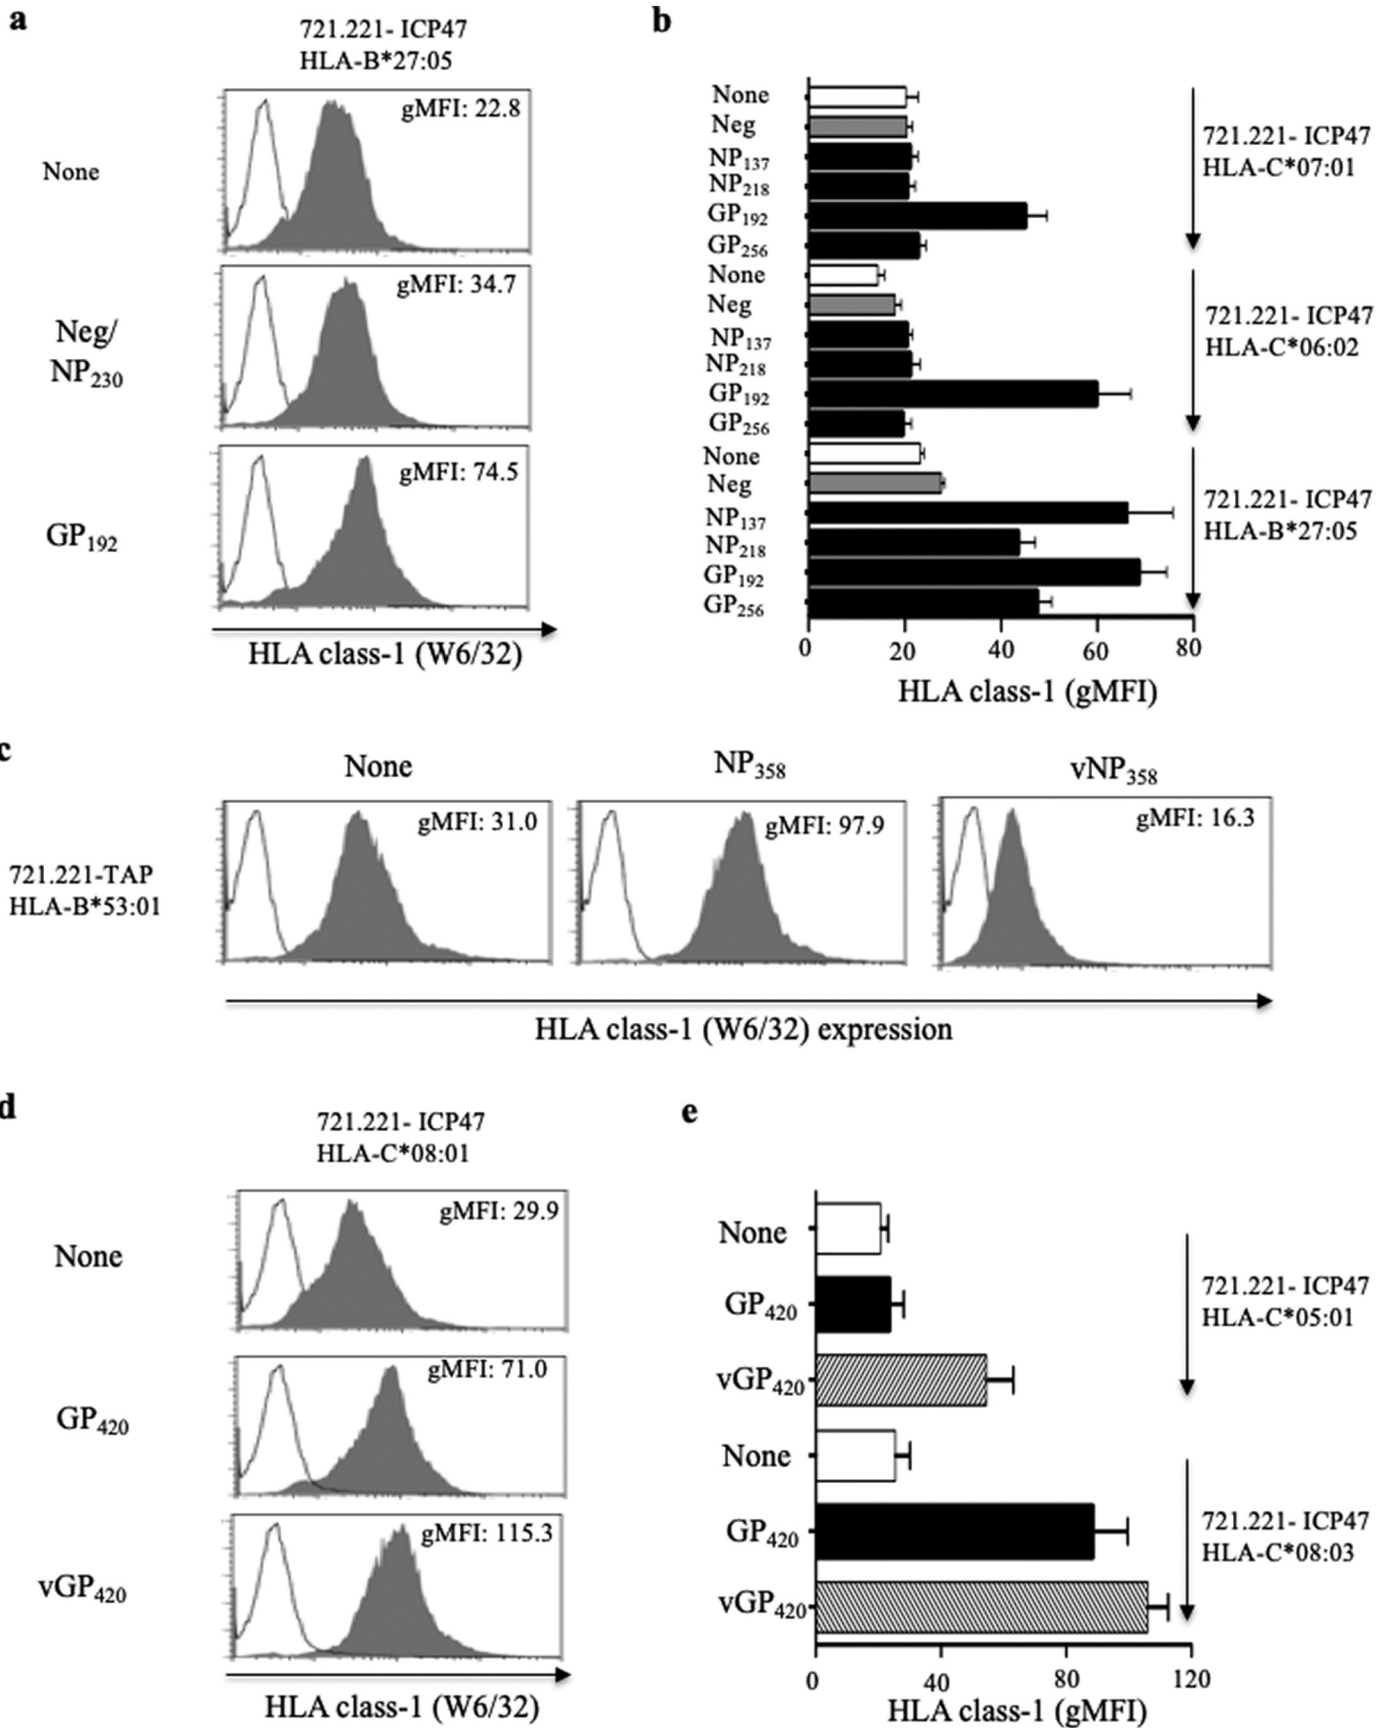 a
721.221- ICP47
HLA-B*27:05
None
gMFI: 22.8
Neg/
NP230
gMFI: 34.7
GP192
gMFI: 74.5
HLA class-1 (W6/32)
b
None
Neg
NP137
NP218
GP192
GP256
721.221- ICP47
HLA-C*07:01
None
Neg
NP137
NP218
GP192
GP256
721.221- ICP47
HLA-C*06:02
None
Neg
NP137
NP218
GP192
GP256
721.221- ICP47
HLA-B*27:05
0 20 40 60 80
HLA class-1 (gMFI)
c
None
NP358
vNP358
721.221-TAP
HLA-B*53:01
gMFI: 31.0
gMFI: 97.9
gMFI: 16.3
HLA class-1 (W6/32) expression
d
721.221- ICP47
HLA-C*08:01
None
gMFI: 29.9
GP420
gMFI: 71.0
vGP420
gMFI: 115.3
HLA class-1 (W6/32)
e
None
GP420
vGP420
721.221- ICP47
HLA-C*05:01
None
GP420
vGP420
721.221- ICP47
HLA-C*08:03
0 40 80 120
HLA class-1 (gMFI)